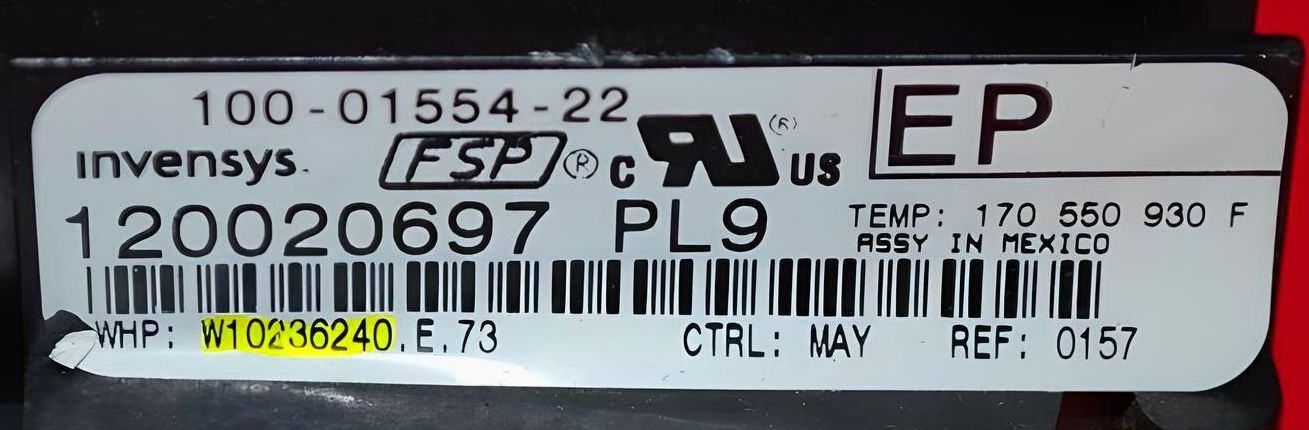 100-01554-22
invensys. FSP® c RU (R) US EP
120020697 PL9 TEMP: 170 550 930 F
ASSY IN MEXICO
WHP: W10236240.E.73 CTRL: MAY REF: 0157